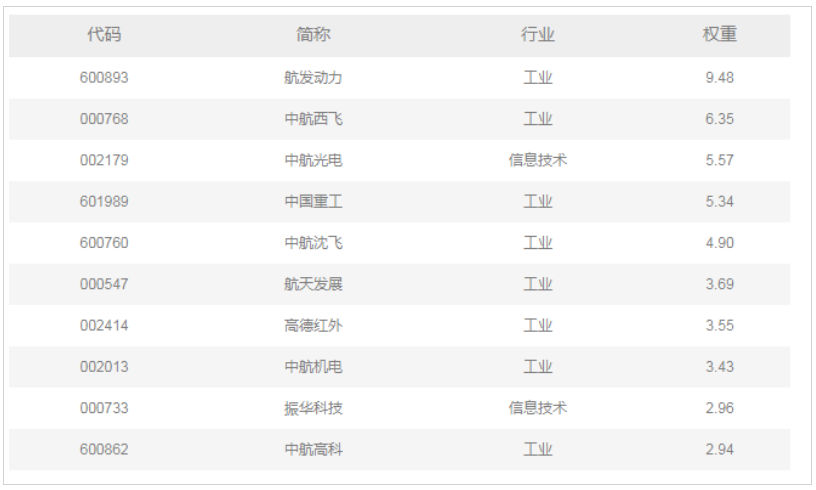 代码 简称 行业 权重
600893 航发动力 工业 9.48
000768 中航西飞 工业 6.35
002179 中航光电 信息技术 5.57
601989 中国重工 工业 5.34
600760 中航沈飞 工业 4.90
000547 航天发展 工业 3.69
002414 高德红外 工业 3.55
002013 中航机电 工业 3.43
000733 振华科技 信息技术 2.96
600862 中航高科 工业 2.94